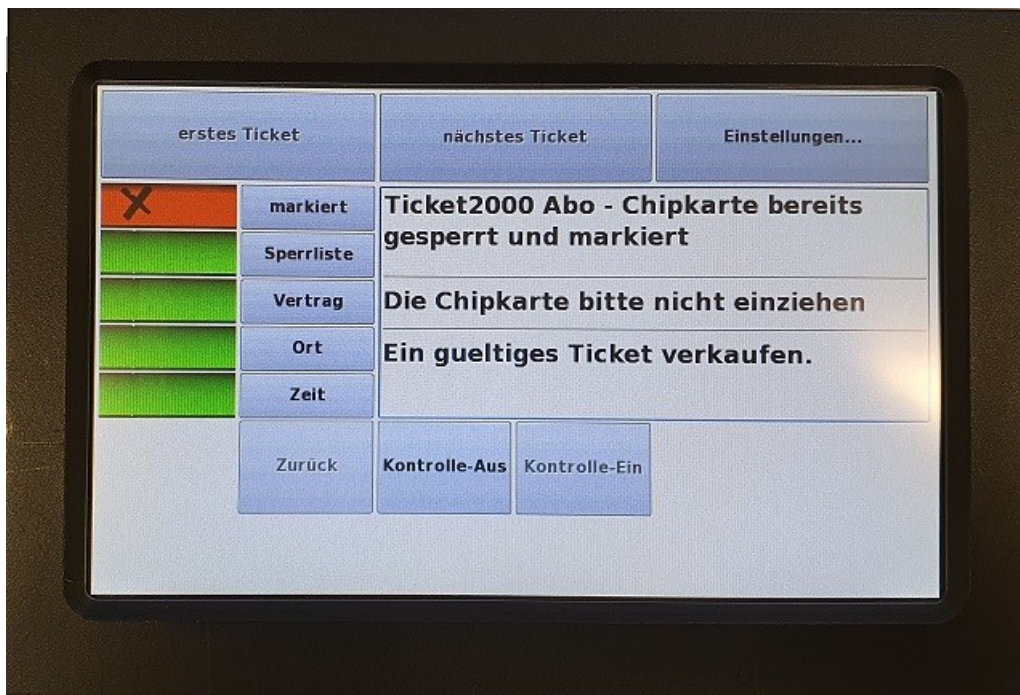 erstes Ticket
nächstes Ticket
Einstellungen...
markiert
Ticket2000 Abo - Chipkarte bereits
gesperrt und markiert
Sperrliste
Vertrag
Die Chipkarte bitte nicht einziehen
Ort
Ein gueltiges Ticket verkaufen.
Zeit
Zurück
Kontrolle-Aus
Kontrolle-Ein